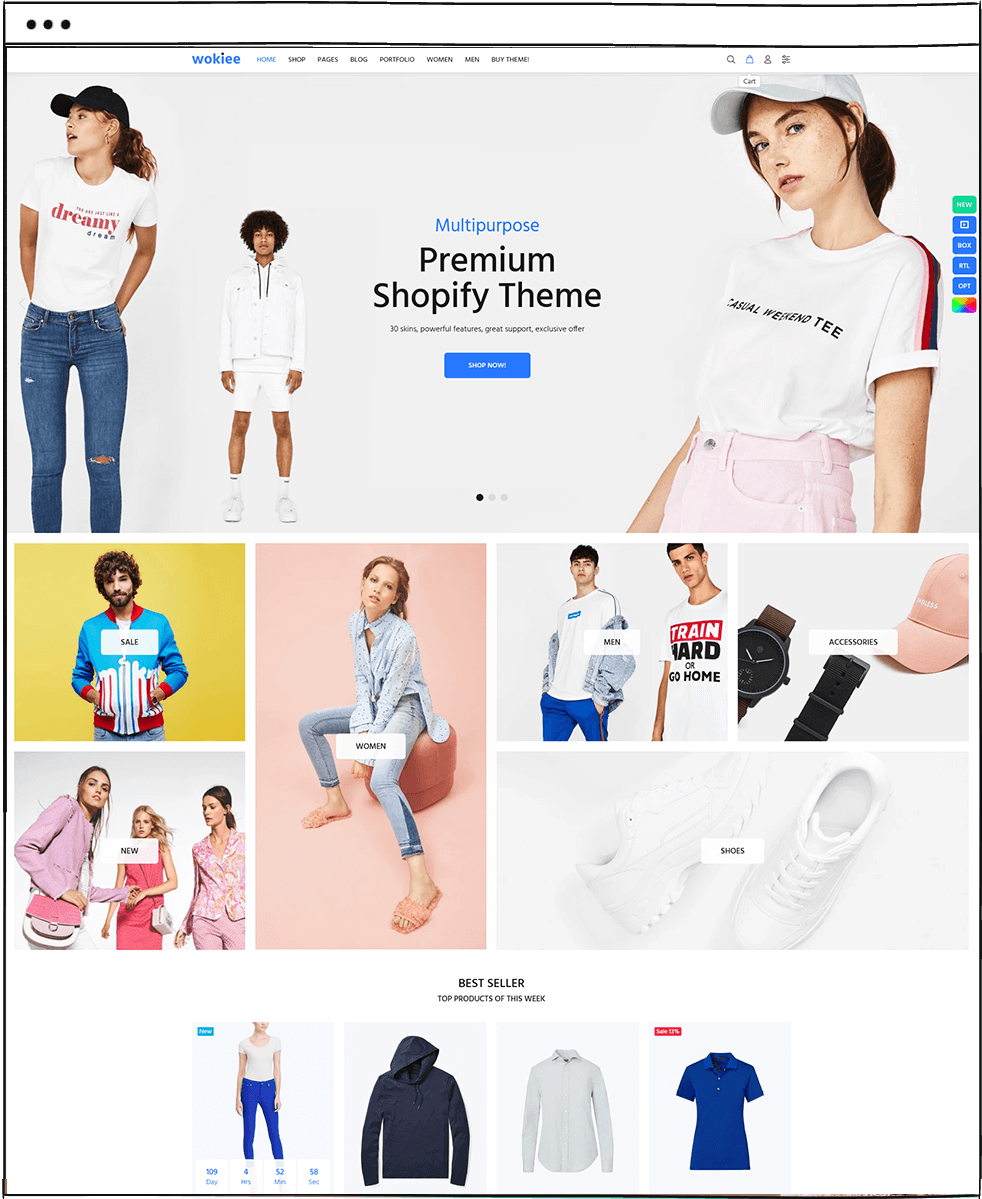 wokiee HOME SHOP PAGES BLOG PORTFOLIO WOMEN MEN BUY THEME!
Cart
YOU ARE JUST LIKE A
dreamy
dream
Multipurpose
Premium
Shopify Theme
30 skins, powerful features, great support, exclusive offer
SHOP NOW!
CASUAL WEEKEND TEE
NEW
BOX
RTL
OPT
SALE
WOMEN
MEN
TRAIN
HARD
OR
GO HOME
ACCESSORIES
NEW
SHOES
BEST SELLER
TOP PRODUCTS OF THIS WEEK
New
Sale 13%
109 4 52 58
Day Hrs Min Sec